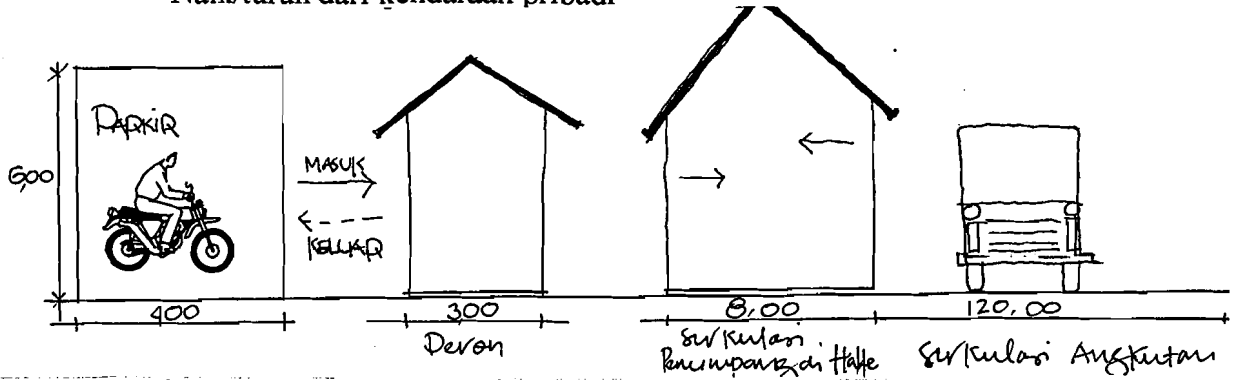 Naik/turun dari kendaraan pribadi
PARKIR
6,00
MASUK
KELUAR
400
300
8,00
120,00
Sirkulasi
Penumpang di Halte
Sirkulasi Angkutan